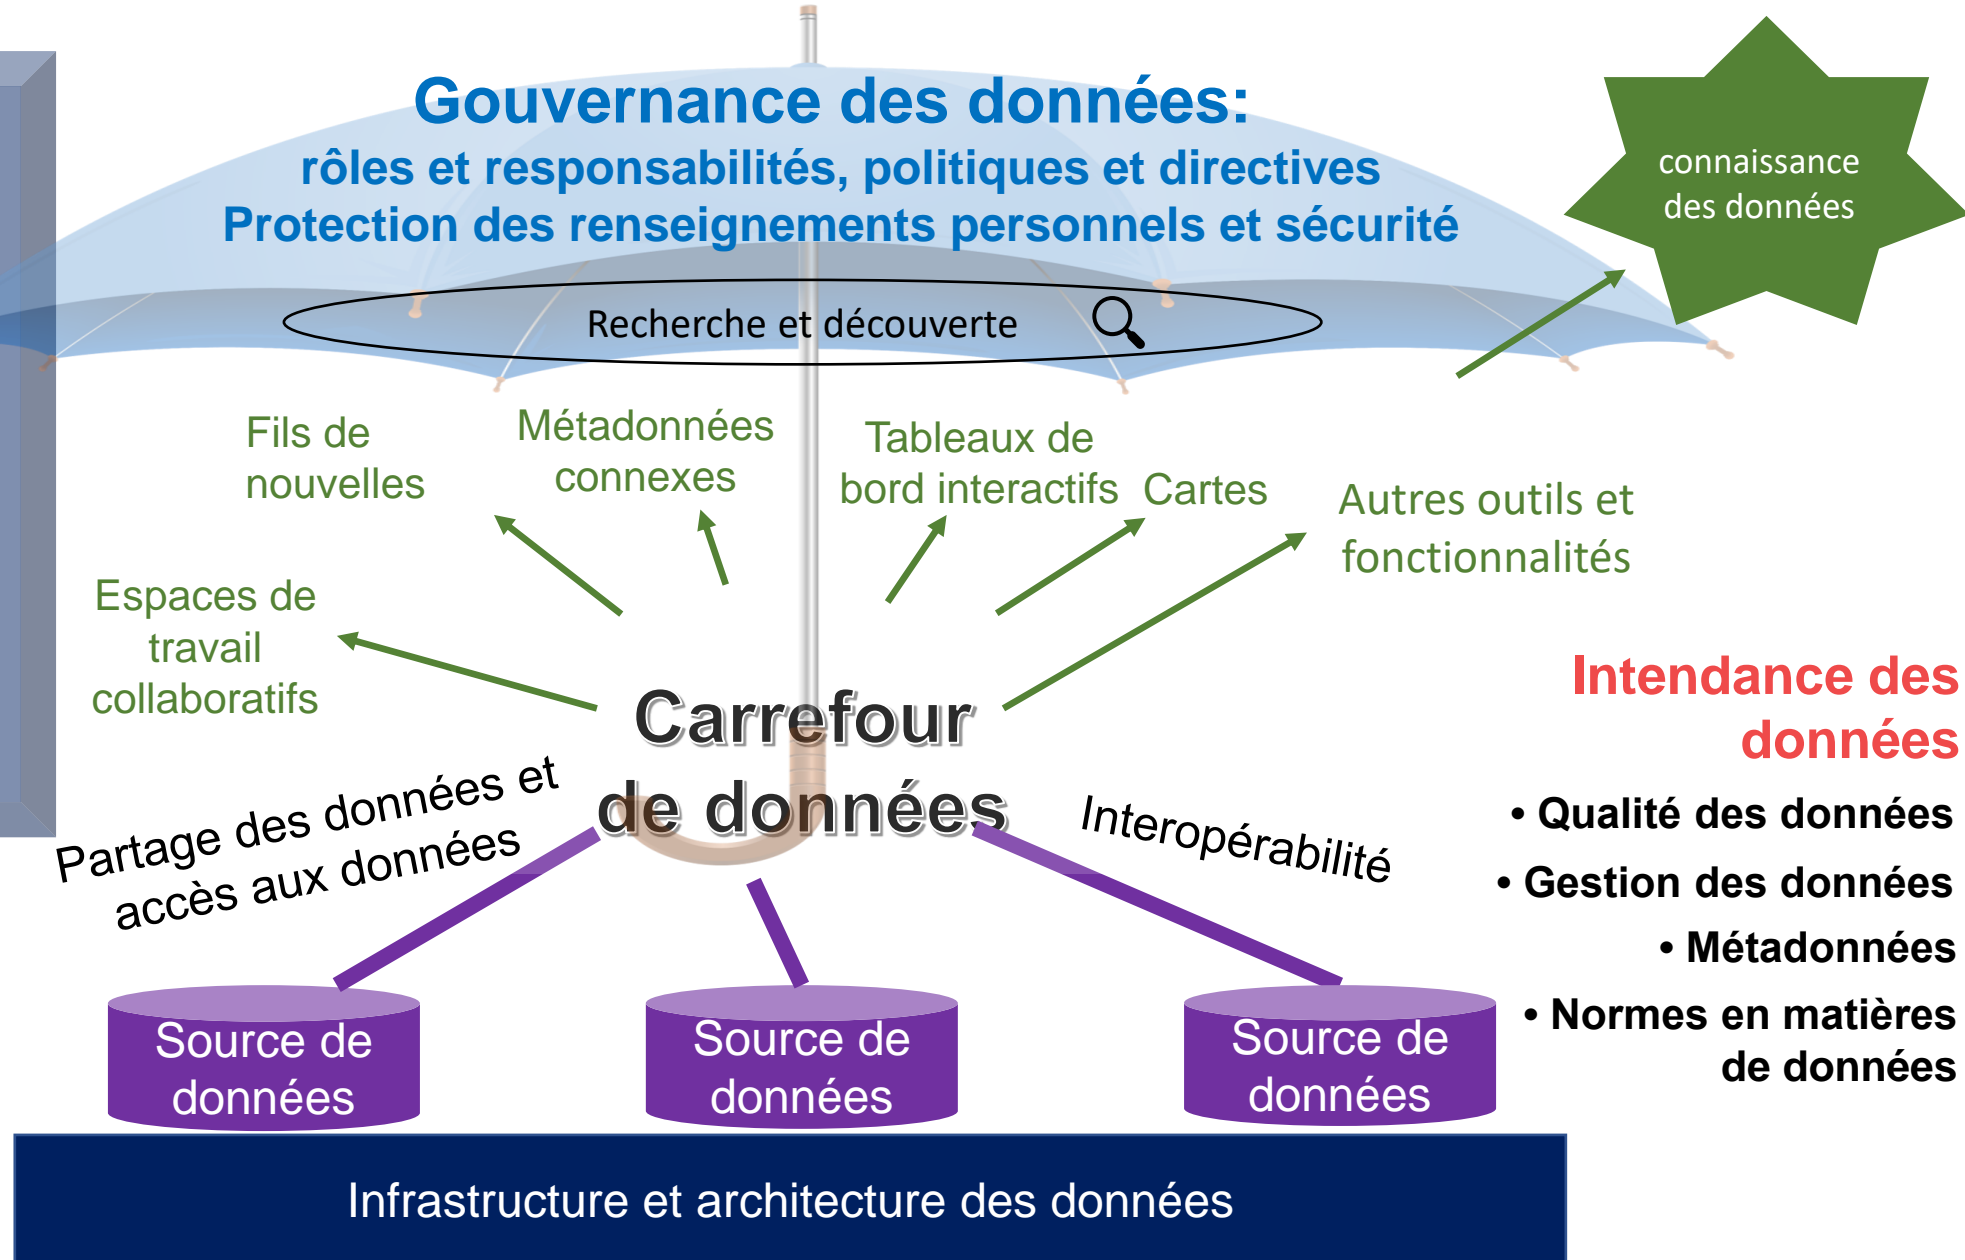 Gouvernance des données:
rôles et responsabilités, politiques et directives
Protection des renseignements personnels et sécurité
connaissance
des données
Recherche et découverte
Fils de
nouvelles
Métadonnées
connexes
Tableaux de
bord interactifs
Cartes
Autres outils et
fonctionnalités
Espaces de
travail
collaboratifs
Carrefour
de données
Partage des données et
accès aux données
Interopérabilité
Intendance des
données
• Qualité des données
• Gestion des données
• Métadonnées
• Normes en matières
de données
Source de
données
Source de
données
Source de
données
Infrastructure et architecture des données